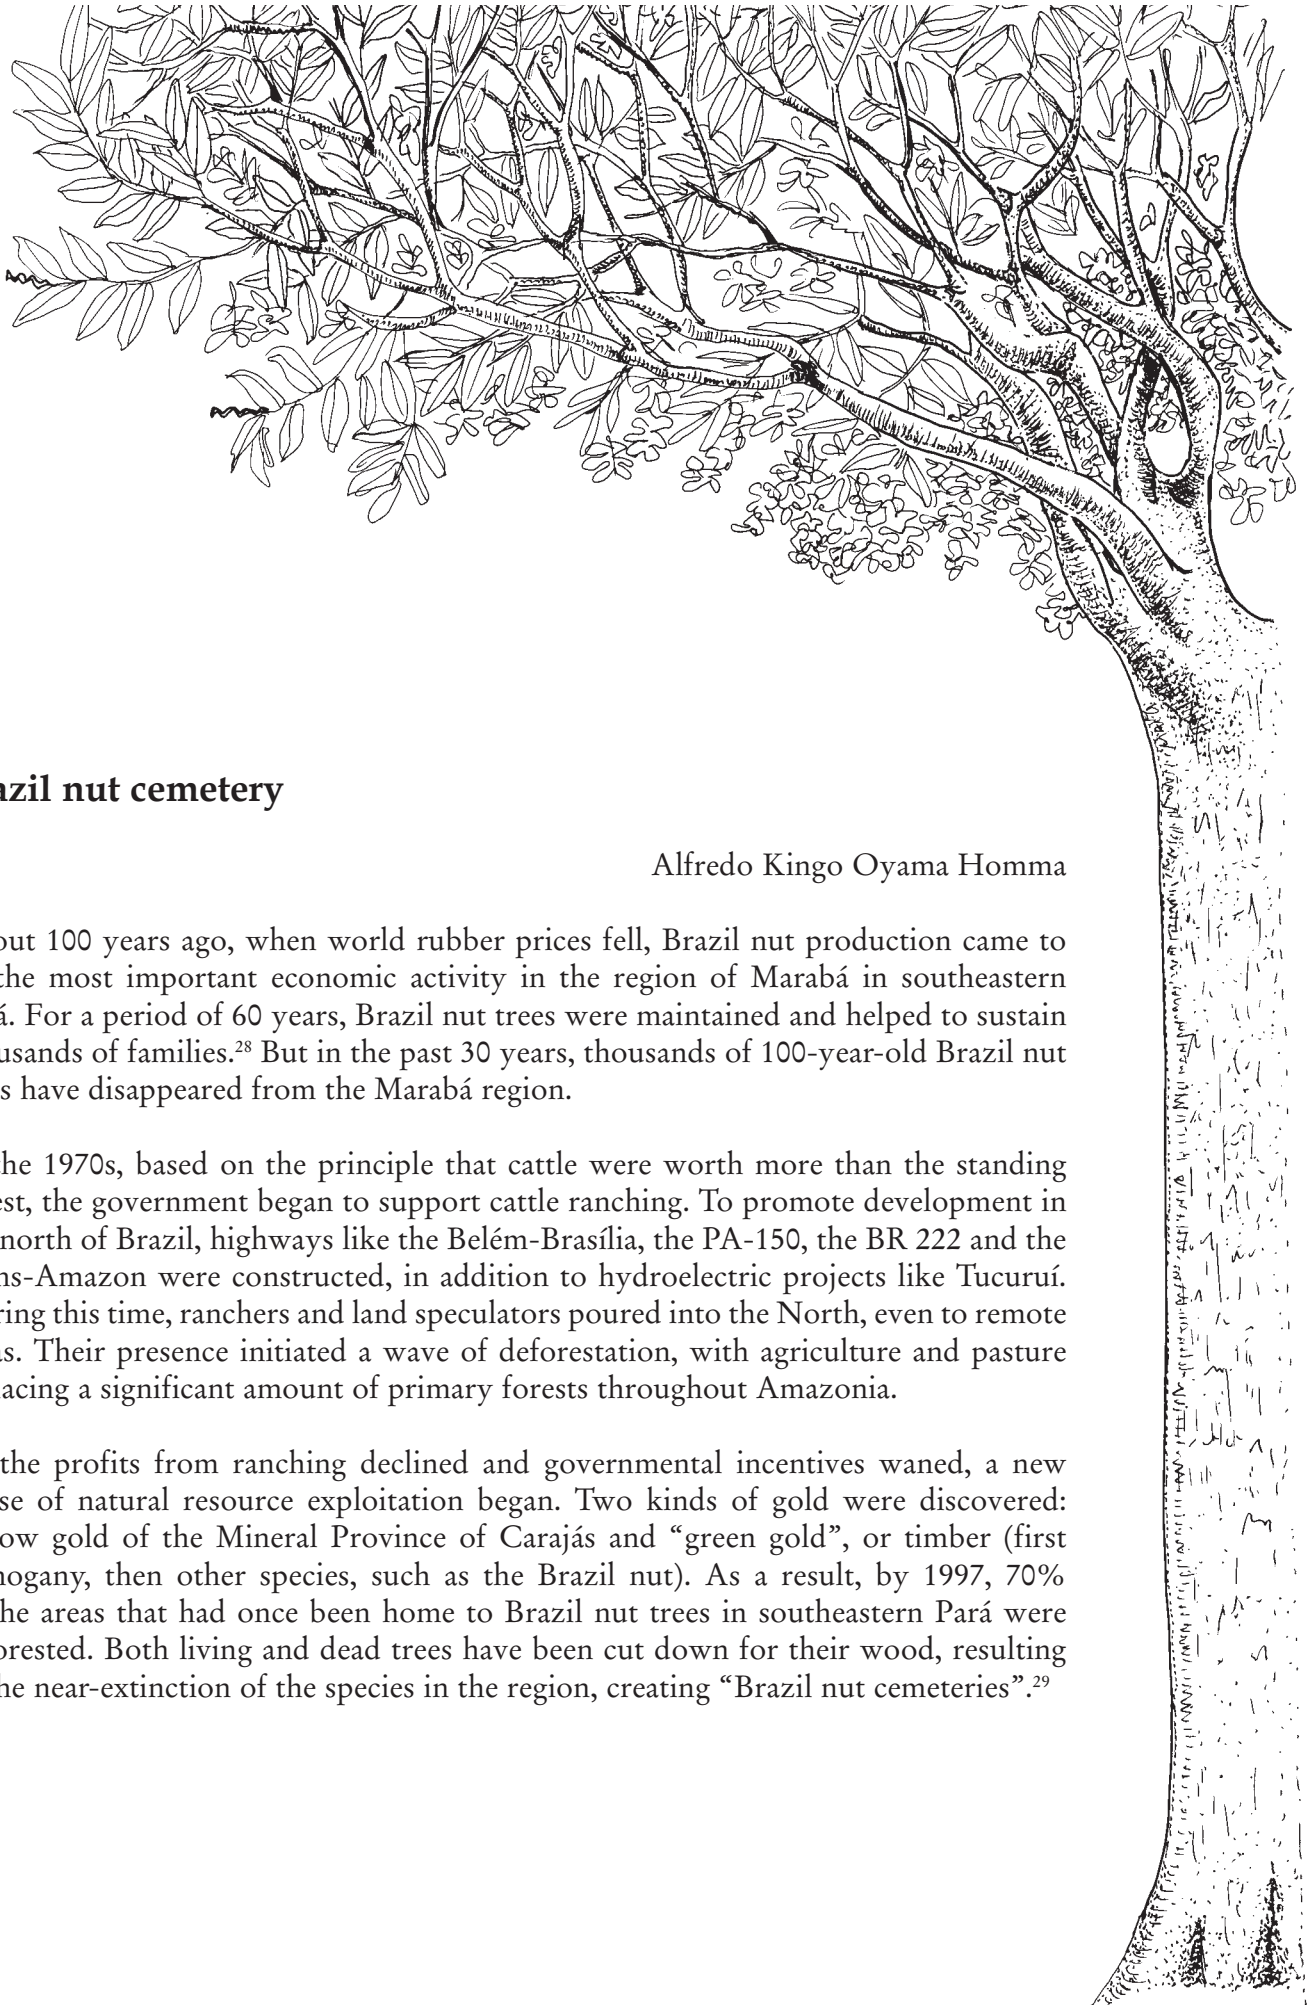 azil nut cemetery
Alfredo Kingo Oyama Homma
out 100 years ago, when world rubber prices fell, Brazil nut production came to
the most important economic activity in the region of Marabá in southeastern
á. For a period of 60 years, Brazil nut trees were maintained and helped to sustain
usands of families.²⁸ But in the past 30 years, thousands of 100-year-old Brazil nut
s have disappeared from the Marabá region.
the 1970s, based on the principle that cattle were worth more than the standing
est, the government began to support cattle ranching. To promote development in
north of Brazil, highways like the Belém-Brasília, the PA-150, the BR 222 and the
ns-Amazon were constructed, in addition to hydroelectric projects like Tucuruí.
ring this time, ranchers and land speculators poured into the North, even to remote
as. Their presence initiated a wave of deforestation, with agriculture and pasture
lacing a significant amount of primary forests throughout Amazonia.
the profits from ranching declined and governmental incentives waned, a new
se of natural resource exploitation began. Two kinds of gold were discovered:
ow gold of the Mineral Province of Carajás and “green gold”, or timber (first
hogany, then other species, such as the Brazil nut). As a result, by 1997, 70%
he areas that had once been home to Brazil nut trees in southeastern Pará were
orested. Both living and dead trees have been cut down for their wood, resulting
he near-extinction of the species in the region, creating “Brazil nut cemeteries”.²⁹